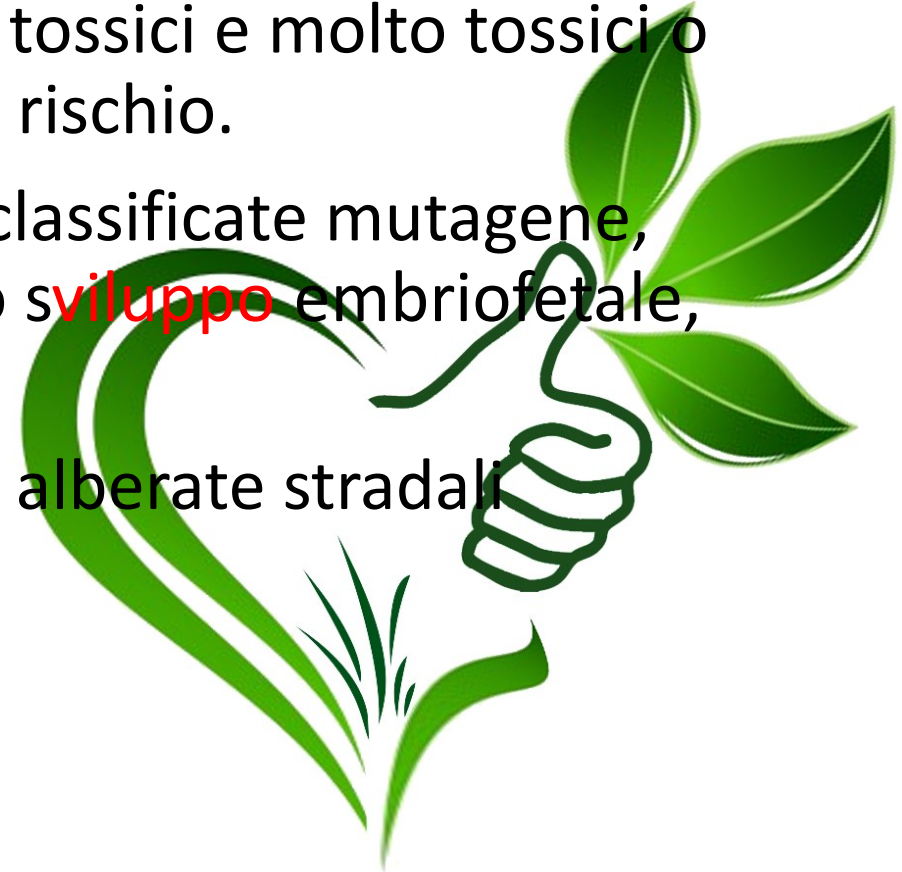 tossici e molto tossici o
rischio.
classificate mutagene,
o sviluppo embriofetale,
alberate stradali